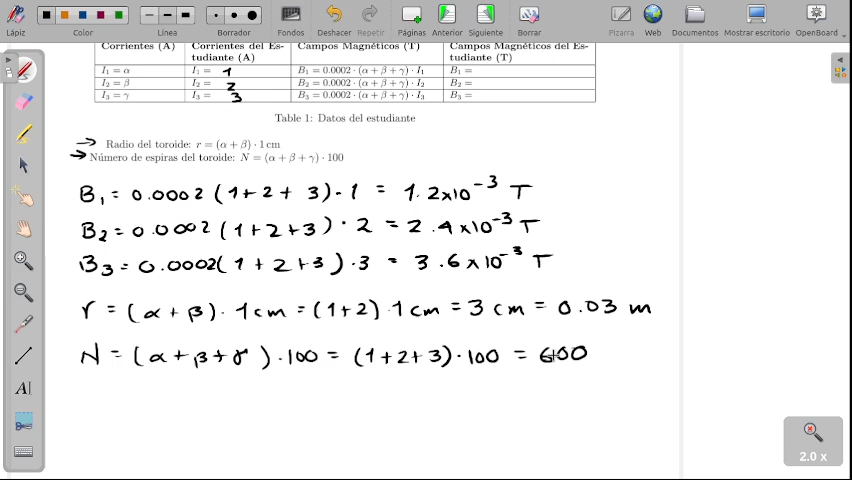 Lápiz Color Línea Borrador Fondos Deshacer Páginas Anterior Siguiente Borrar Pizarra Web Documentos Mostrar Escritorio OpenBoard
Corrientes (A) Corrientes del Es-tudiante (A) Campos Magnéticos (T) Campos Magnéticos del Es-tudiante (T)
I₁ = α I₁ = 1 B₁ = 0.0002 · (α + β + γ) · I₁ B₁ =
I₂ = β I₂ = 2 B₂ = 0.0002 · (α + β + γ) · I₂ B₂ =
I₃ = γ I₃ = 3 B₃ = 0.0002 · (α + β + γ) · I₃ B₃ =
Table 1: Datos del estudiante
→ Radio del toroide: r = (α + β) · 1 cm
→ Número de espiras del toroide: N = (α + β + γ) · 100
B₁ = 0.0002 (1 + 2 + 3) · 1 = 1.2x10⁻³ T
B₂ = 0.0002 (1 + 2 + 3) · 2 = 2.4x10⁻³ T
B₃ = 0.0002 (1 + 2 + 3) · 3 = 3.6x10⁻³ T
r = (α + β) · 1 cm = (1 + 2) · 1 cm = 3 cm = 0.03 m
N = (α + β + γ) · 100 = (1 + 2 + 3) · 100 = 600
2.0 x